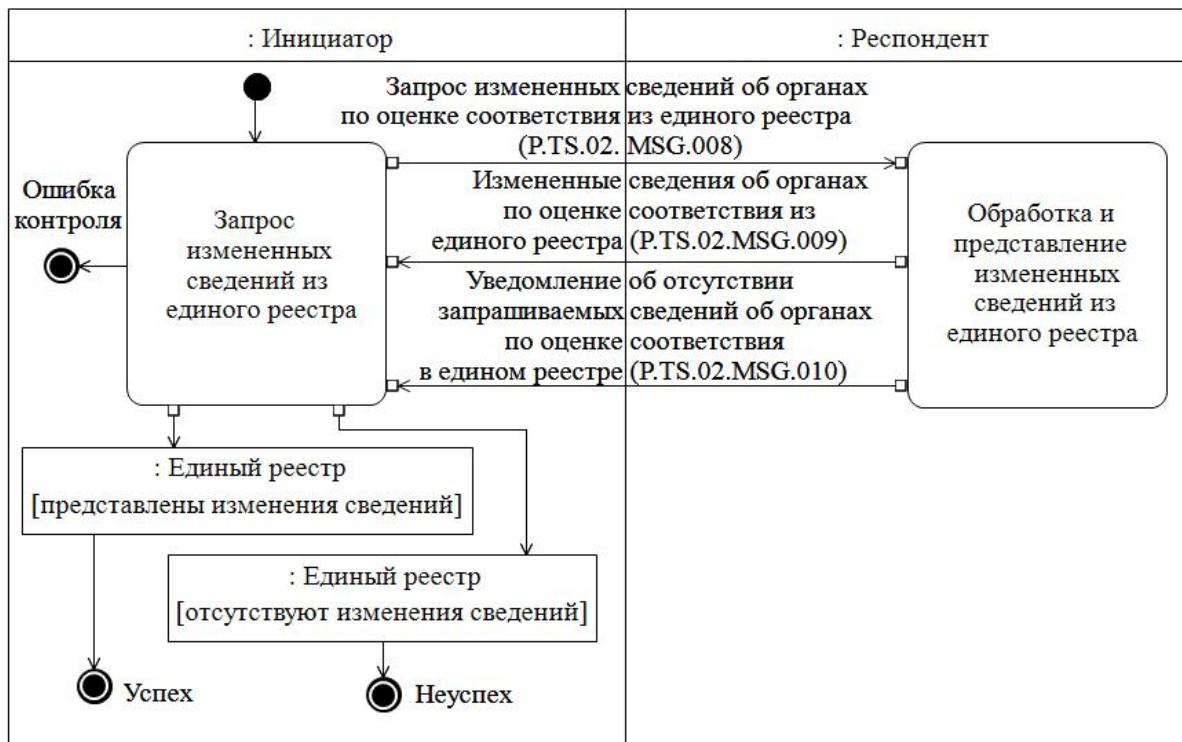 : Инициатор
: Респондент
Запрос измененных сведений об органах
по оценке соответствия из единого реестра
(P.TS.02. MSG.008)
Ошибка
контроля
Запрос
измененных
сведений из
единого реестра
Измененные сведения об органах
по оценке соответствия из
единого реестра (P.TS.02.MSG.009)
Уведомление об отсутствии
запрашиваемых сведений об органах
по оценке соответствия
в едином реестре (P.TS.02.MSG.010)
Обработка и
представление
измененных
сведений из
единого реестра
: Единый реестр
[представлены изменения сведений]
: Единый реестр
[отсутствуют изменения сведений]
Успех
Неуспех